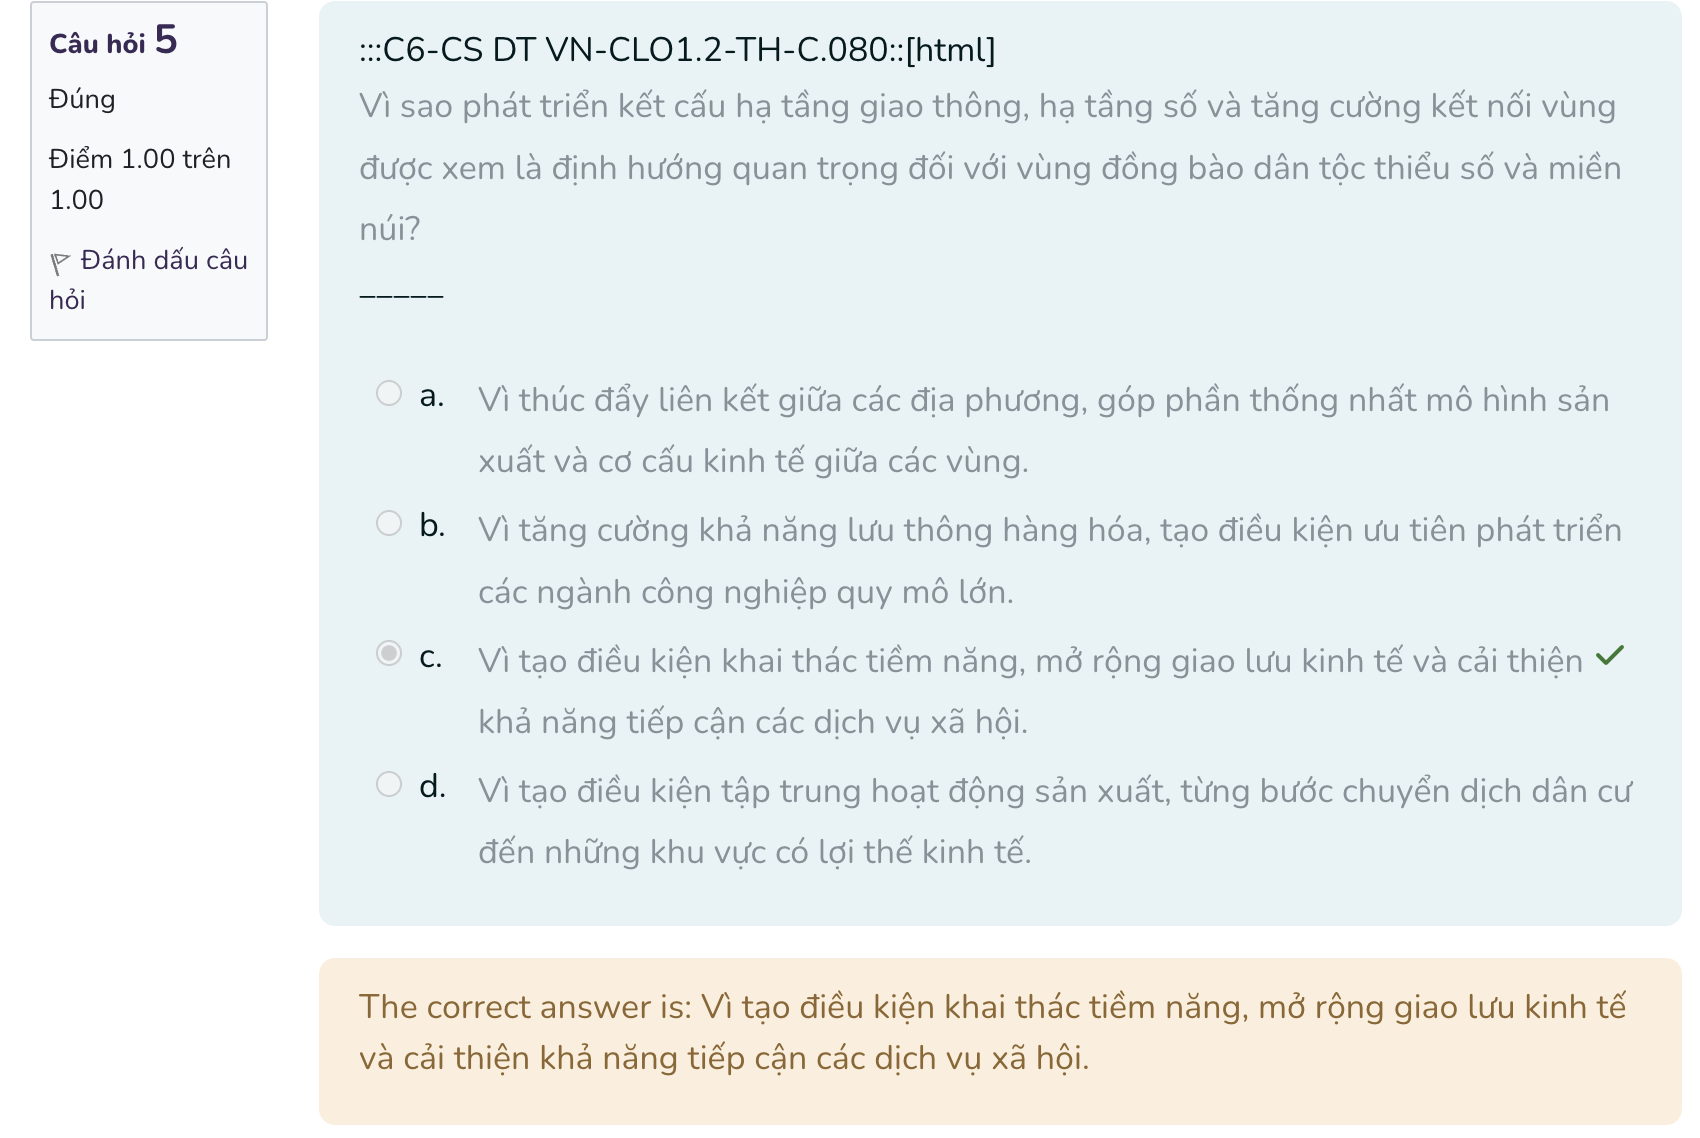 Câu hỏi 5
Đúng
Điểm 1.00 trên
1.00
Đánh dấu câu
hỏi
:::C6-CS DT VN-CLO1.2-TH-C.080::[html]
Vì sao phát triển kết cấu hạ tầng giao thông, hạ tầng số và tăng cường kết nối vùng
được xem là định hướng quan trọng đối với vùng đồng bào dân tộc thiểu số và miền
núi?
_____
a. Vì thúc đẩy liên kết giữa các địa phương, góp phần thống nhất mô hình sản
xuất và cơ cấu kinh tế giữa các vùng.
b. Vì tăng cường khả năng lưu thông hàng hóa, tạo điều kiện ưu tiên phát triển
các ngành công nghiệp quy mô lớn.
c. Vì tạo điều kiện khai thác tiềm năng, mở rộng giao lưu kinh tế và cải thiện
khả năng tiếp cận các dịch vụ xã hội.
d. Vì tạo điều kiện tập trung hoạt động sản xuất, từng bước chuyển dịch dân cư
đến những khu vực có lợi thế kinh tế.
The correct answer is: Vì tạo điều kiện khai thác tiềm năng, mở rộng giao lưu kinh tế
và cải thiện khả năng tiếp cận các dịch vụ xã hội.